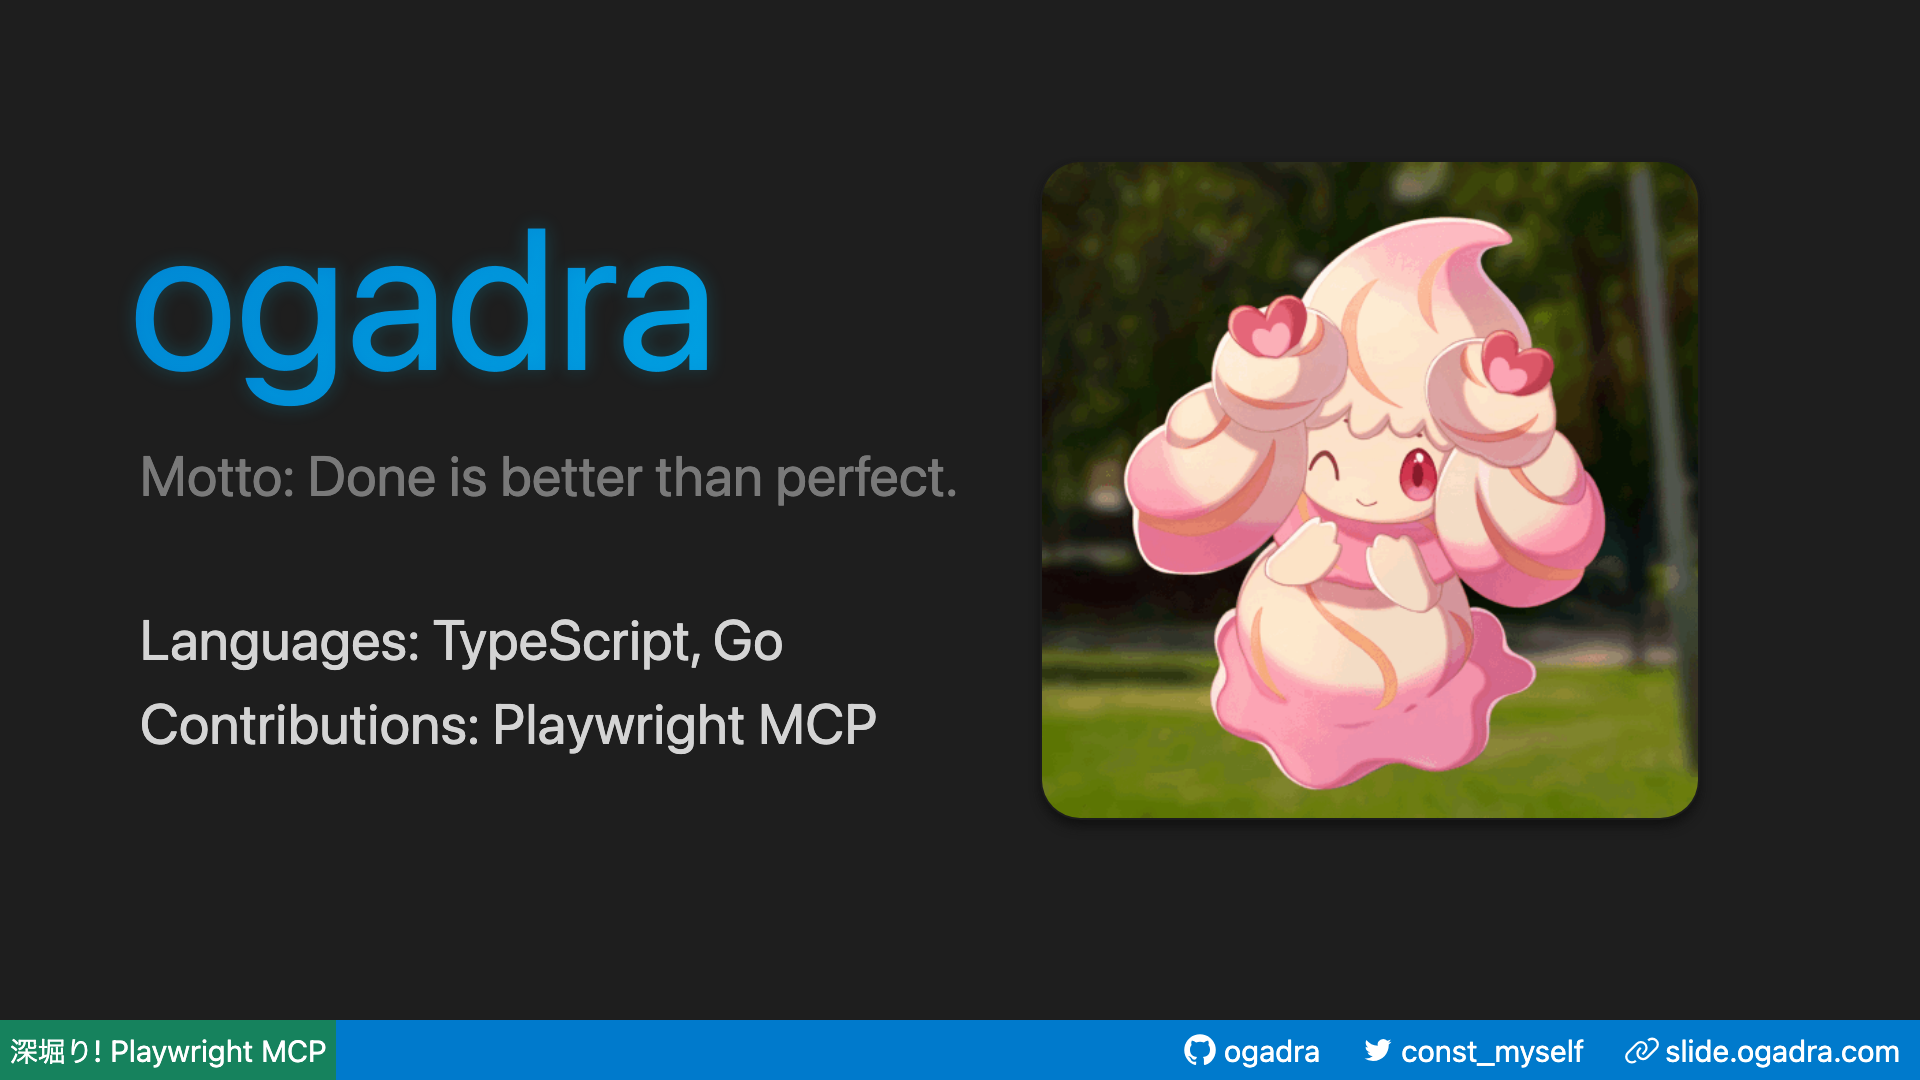 ogadra
Motto: Done is better than perfect.
Languages: TypeScript, Go
Contributions: Playwright MCP
深堀り! Playwright MCP
ogadra
const_myself
slide.ogadra.com